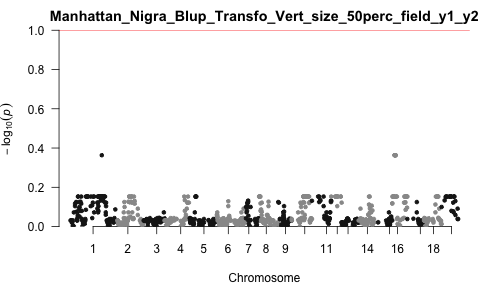 Manhattan_Nigra_Blup_Transfo_Vert_size_50perc_field_y1_y2
1.0
0.8
0.6
0.4
0.2
0.0
− log10(p)
1 2 3 4 5 6 7 8 9 11 14 16 18
Chromosome